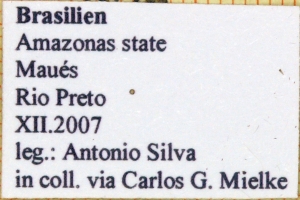 Brasilien
Amazonas state
Maués
Rio Preto
XII.2007
leg.: Antonio Silva
in coll. via Carlos G. Mielke